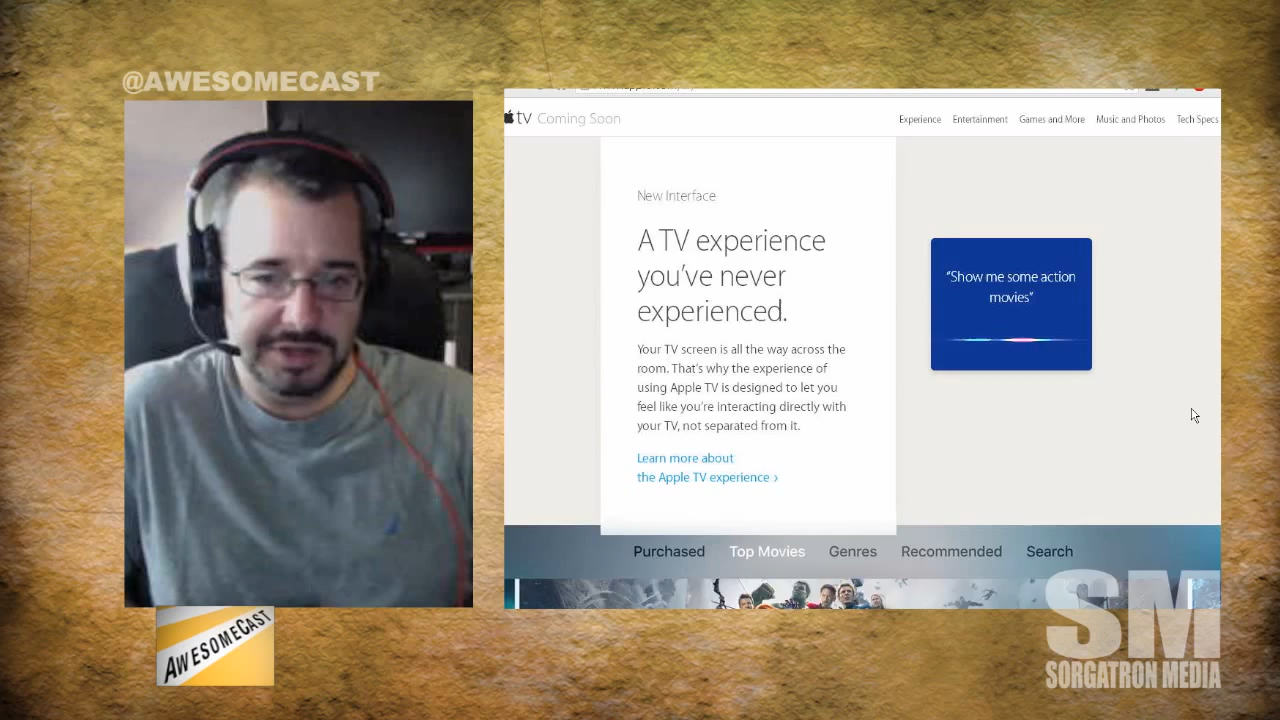 @AWESOMECAST
tv Coming Soon
Experience Entertainment Games and More Music and Photos Tech Specs
New Interface
A TV experience
you've never
experienced.
Your TV screen is all the way across the
room. That's why the experience of
using Apple TV is designed to let you
feel like you're interacting directly with
your TV, not separated from it.
Learn more about
the Apple TV experience ›
"Show me some action
movies"
Purchased Top Movies Genres Recommended Search
AWESOMECAST
SM
SORGATRON MEDIA